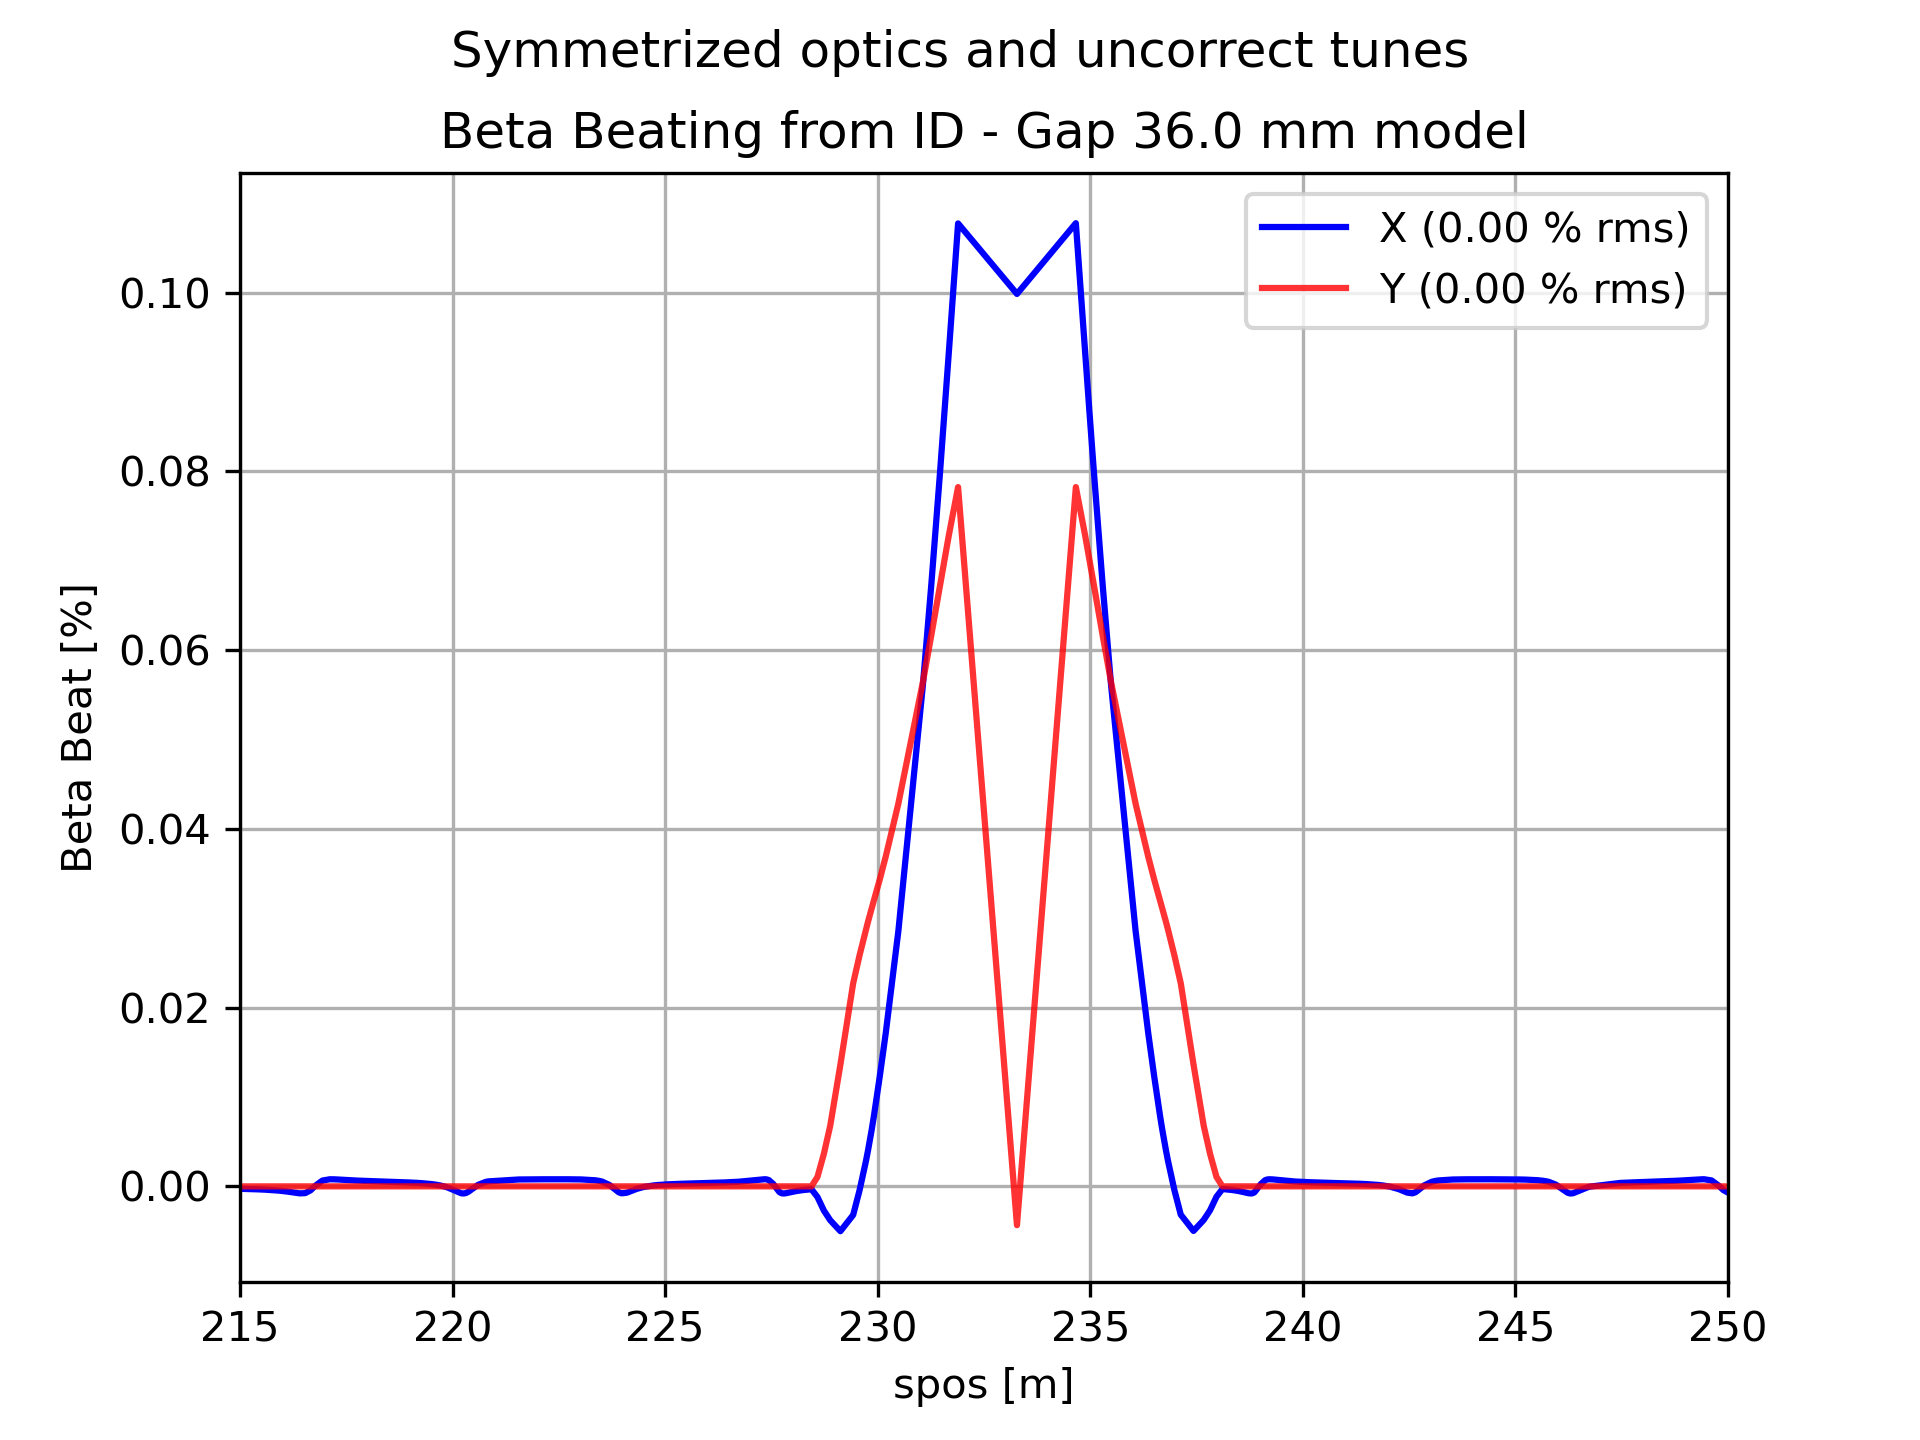 Symmetrized optics and uncorrect tunes
Beta Beating from ID - Gap 36.0 mm model
X (0.00 % rms)
Y (0.00 % rms)
Beta Beat [%]
0.10
0.08
0.06
0.04
0.02
0.00
215 220 225 230 235 240 245 250
spos [m]